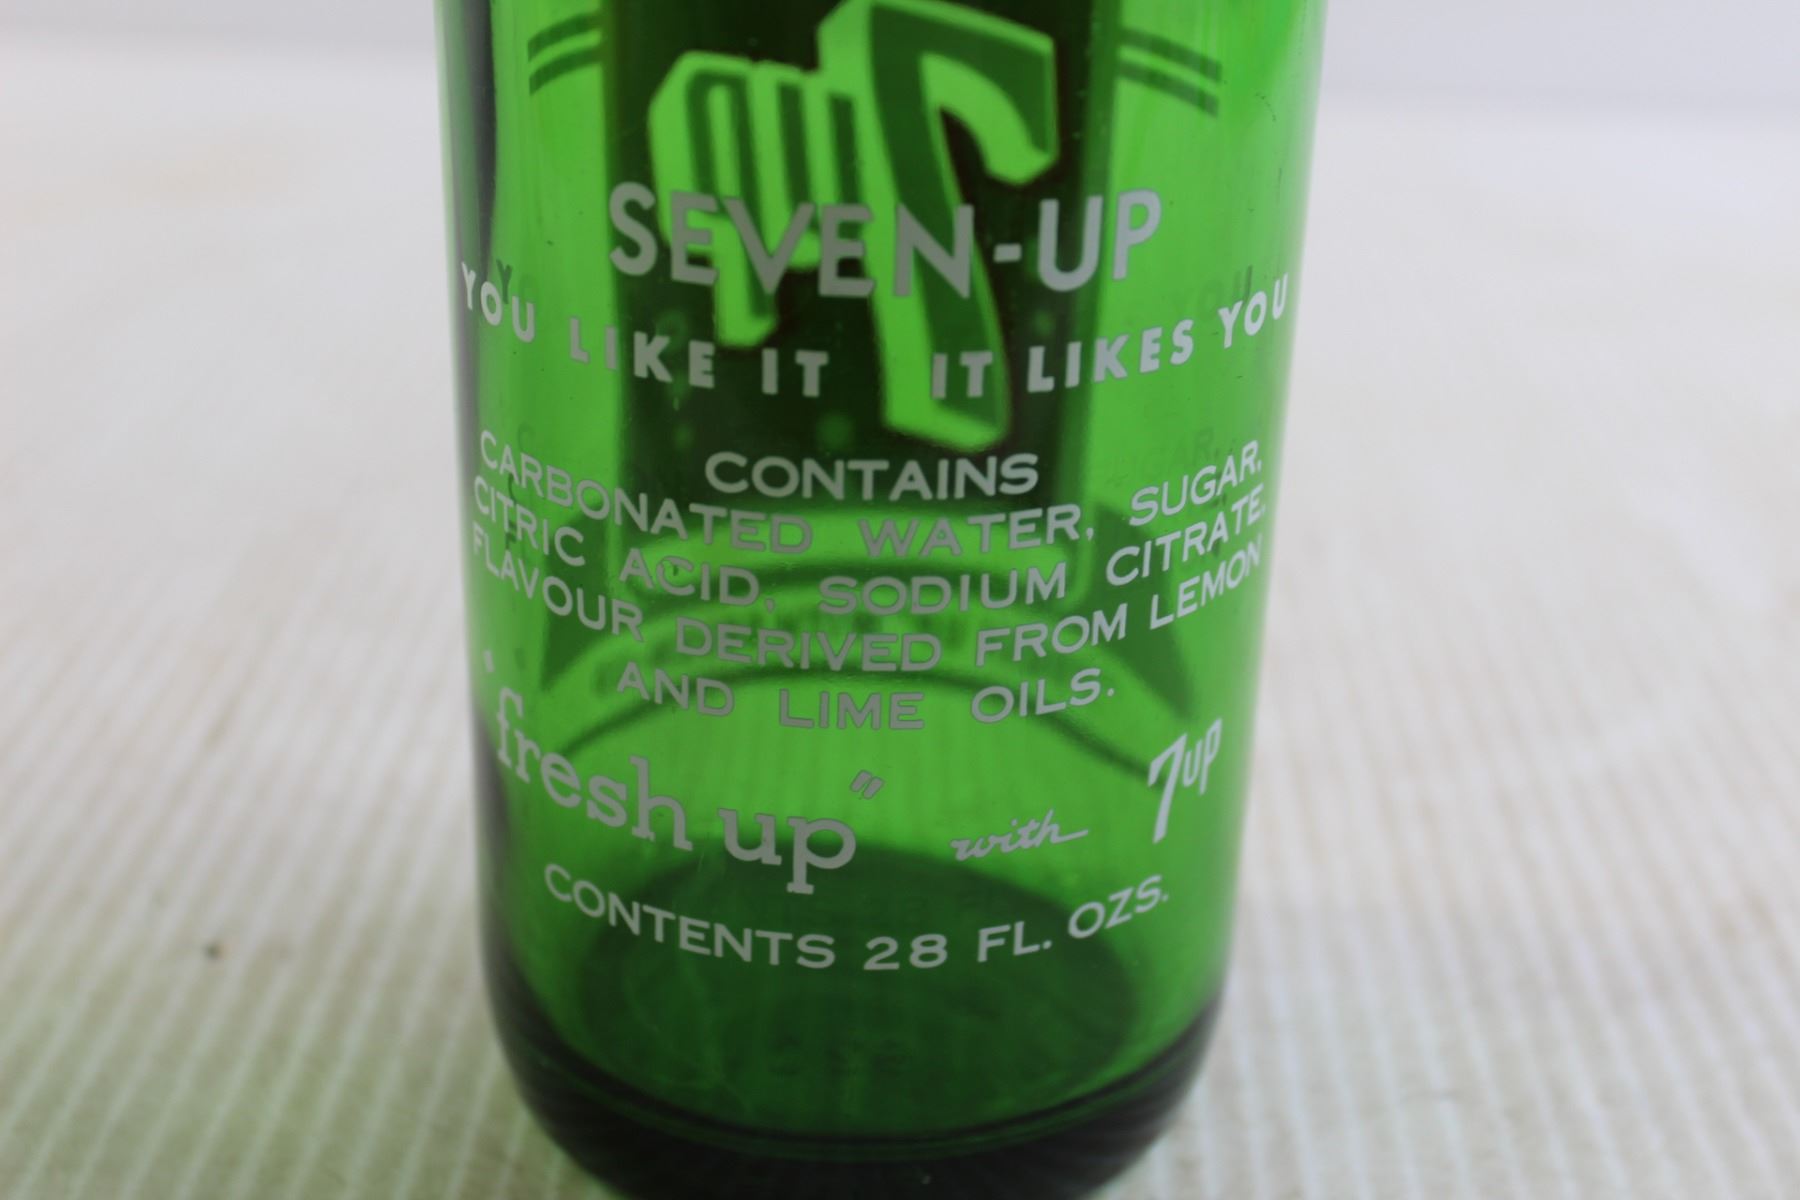 SEVEN-UP
YOU LIKE IT IT LIKES YOU
CONTAINS
CARBONATED WATER, SUGAR,
CITRIC ACID, SODIUM CITRATE,
FLAVOUR DERIVED FROM LEMON
AND LIME OILS.
"fresh up" with 7up
CONTENTS 28 FL. OZS.